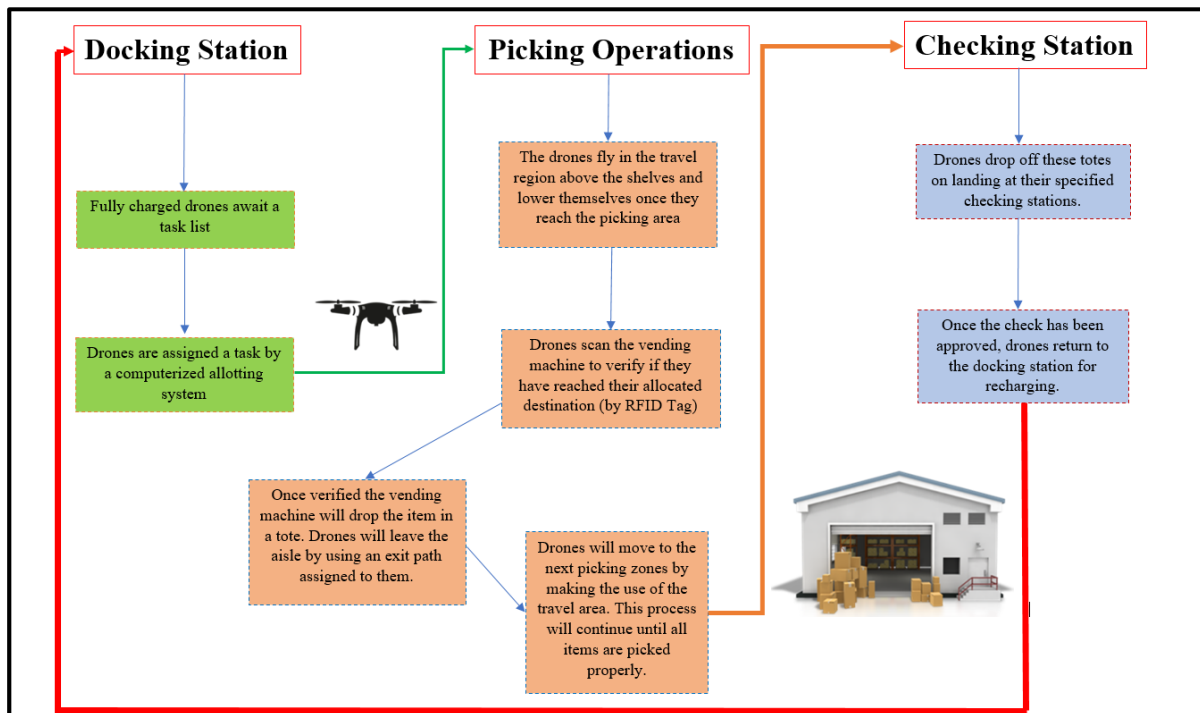 Docking Station
Fully charged drones await a
task list
Drones are assigned a task by
a computerized allotting
system
Picking Operations
The drones fly in the travel
region above the shelves and
lower themselves once they
reach the picking area
Drones scan the vending
machine to verify if they
have reached their allocated
destination (by RFID Tag)
Once verified the vending
machine will drop the item in
a tote. Drones will leave the
aisle by using an exit path
assigned to them.
Drones will move to the
next picking zones by
making the use of the
travel area. This process
will continue until all
items are picked
properly.
Checking Station
Drones drop off these totes
on landing at their specified
checking stations.
Once the check has been
approved, drones return to
the docking station for
recharging.